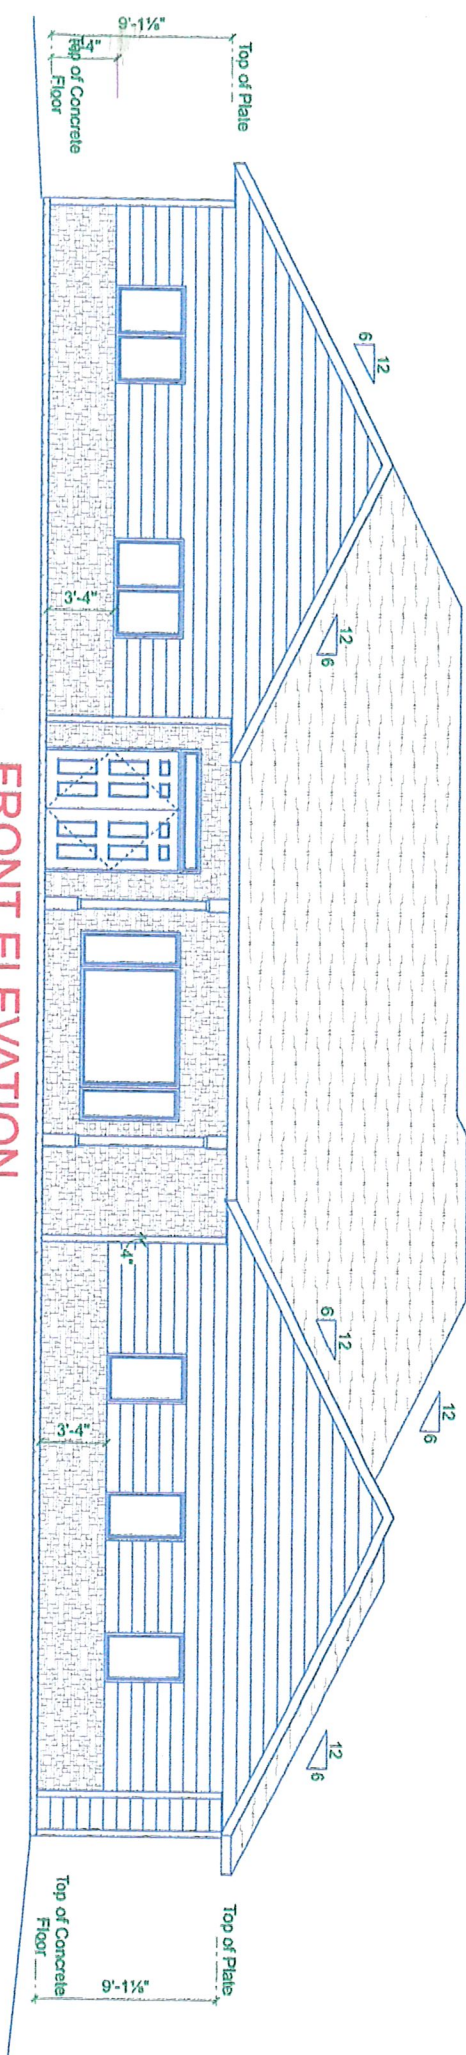 9'-1⅛"
Top of Plate
Top of Concrete
Floor
12
6
3'-4"
12
6
4"
3'-4"
12
6
12
6
12
6
Top of Plate
Top of Concrete
Floor
9'-1⅛"
FRONT ELEVATION